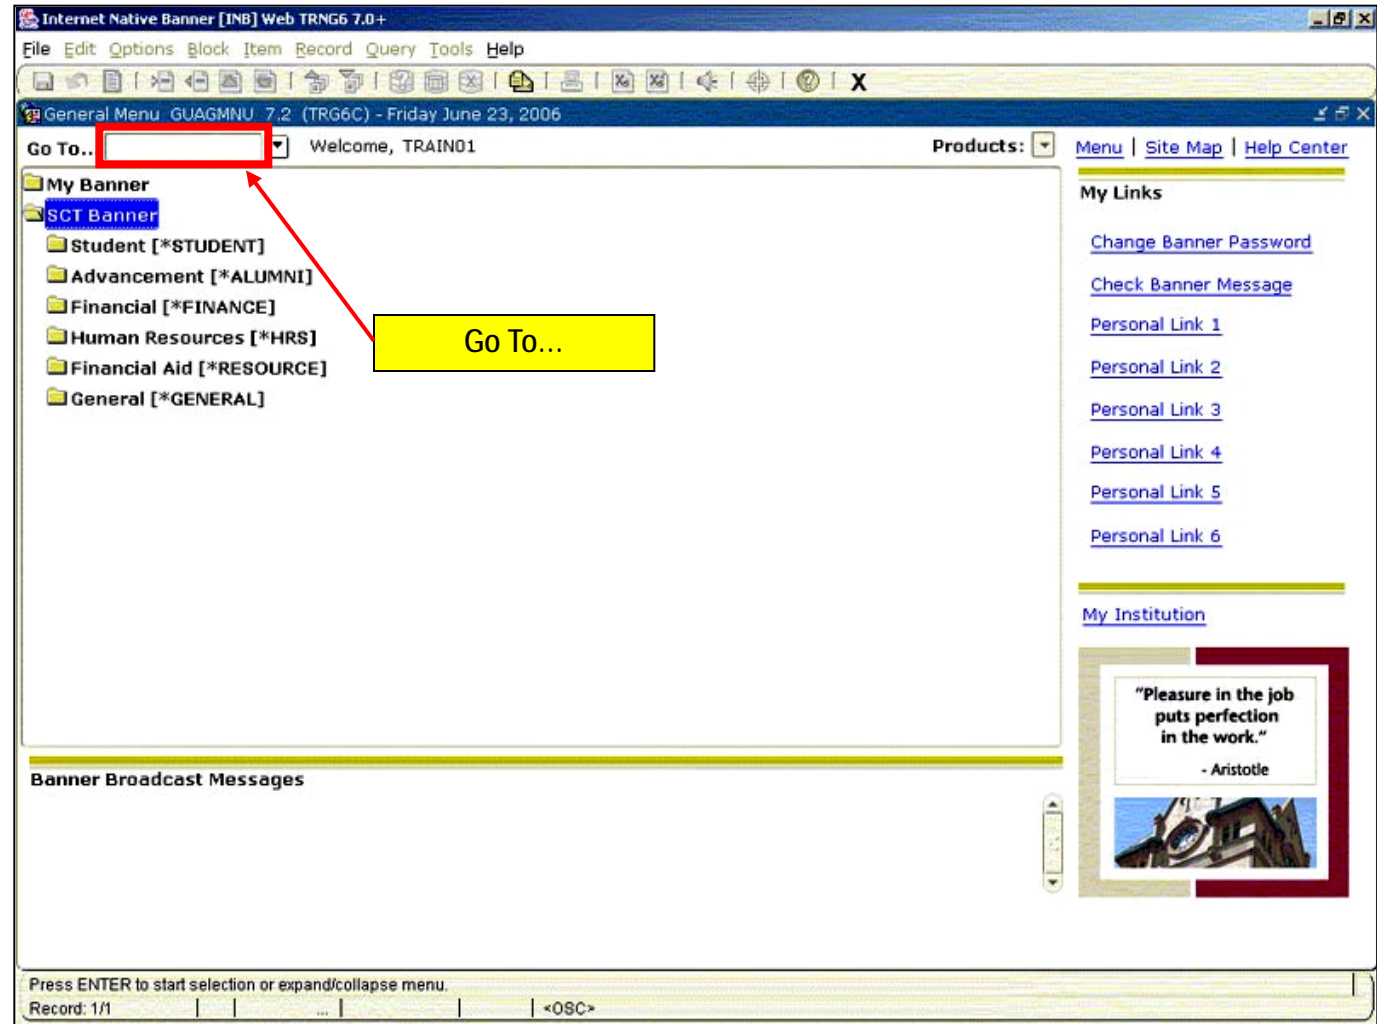 Internet Native Banner [INB] Web TRNG6 7.0+
File Edit Options Block Item Record Query Tools Help
General Menu GUAGMNU 7.2 (TRG6C) - Friday June 23, 2006
Go To... Welcome, TRAIN01 Products: Menu | Site Map | Help Center
My Banner
SCT Banner
Student [*STUDENT]
Advancement [*ALUMNI]
Financial [*FINANCE]
Human Resources [*HRS]
Financial Aid [*RESOURCE]
General [*GENERAL]
Go To...
My Links
Change Banner Password
Check Banner Message
Personal Link 1
Personal Link 2
Personal Link 3
Personal Link 4
Personal Link 5
Personal Link 6
My Institution
"Pleasure in the job
puts perfection
in the work."
- Aristotle
Banner Broadcast Messages
Press ENTER to start selection or expand/collapse menu.
Record: 1/1 | | ... | | <OSC>